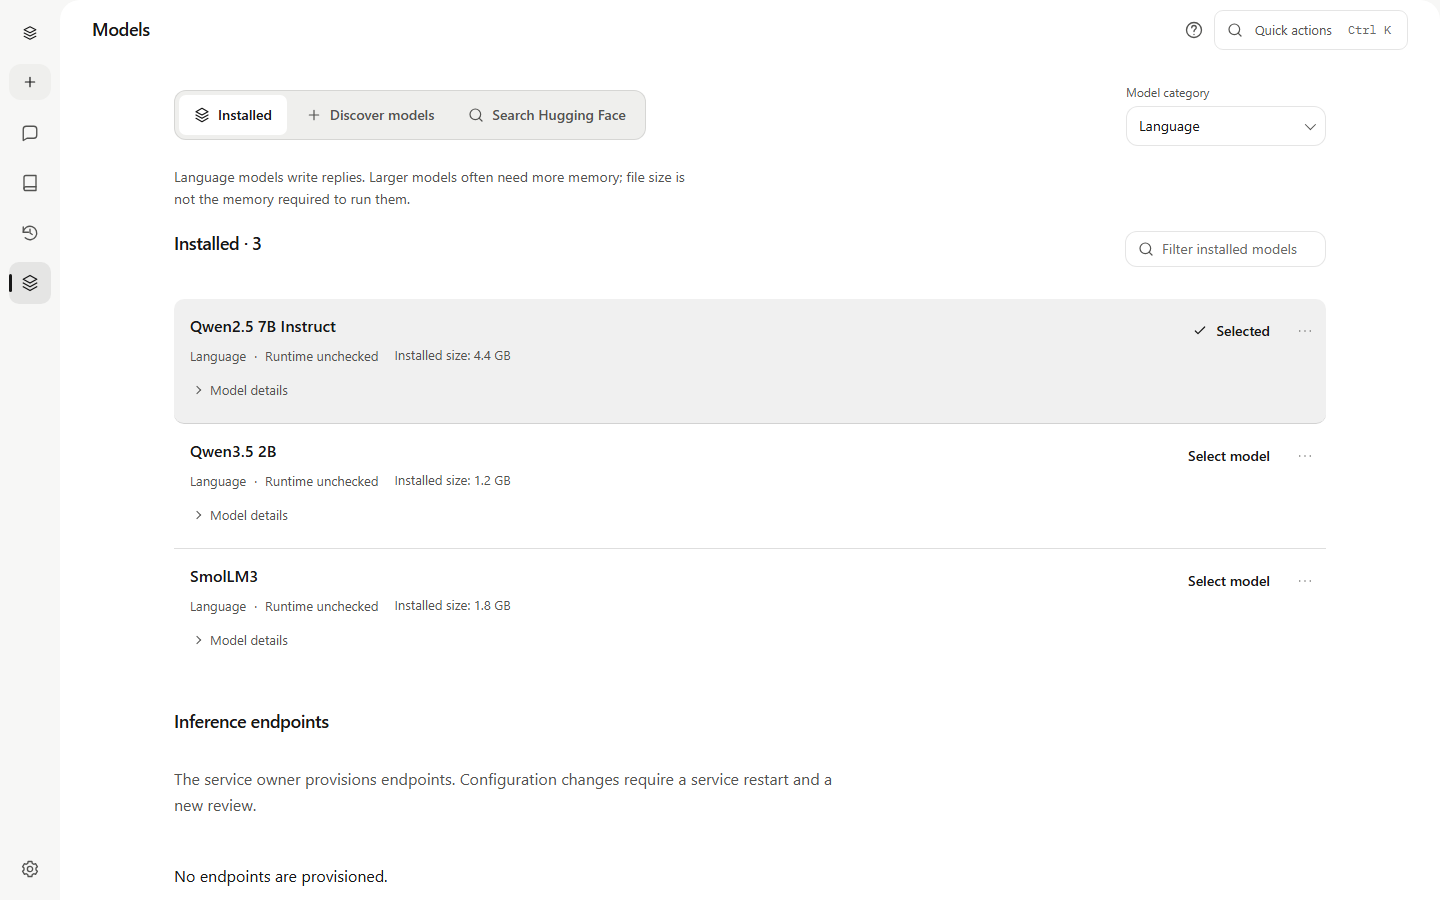 Models
Quick actions Ctrl K
Installed
Discover models
Search Hugging Face
Model category
Language
Language models write replies. Larger models often need more memory; file size is
not the memory required to run them.
Installed · 3
Filter installed models
Qwen2.5 7B Instruct
Selected
Language · Runtime unchecked Installed size: 4.4 GB
Model details
Qwen3.5 2B
Select model
Language · Runtime unchecked Installed size: 1.2 GB
Model details
SmolLM3
Select model
Language · Runtime unchecked Installed size: 1.8 GB
Model details
Inference endpoints
The service owner provisions endpoints. Configuration changes require a service restart and a
new review.
No endpoints are provisioned.